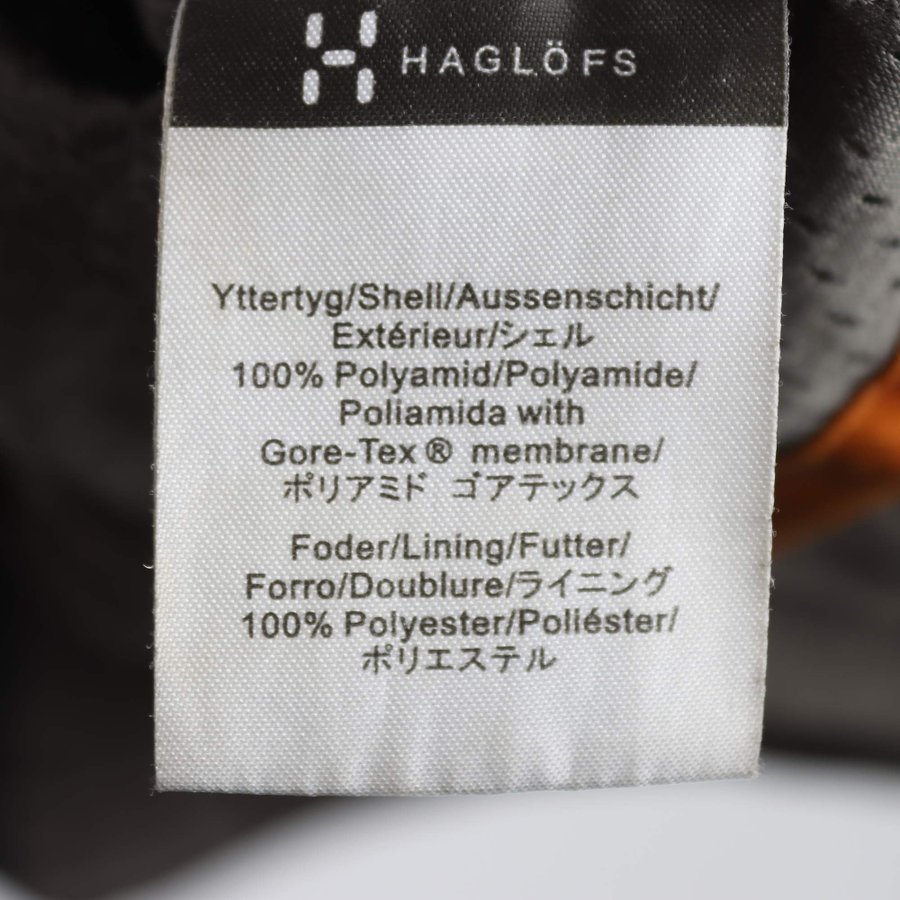 HAGLÖFS
Yttertyg/Shell/Aussenschicht/
Extérieur/シェル
100% Polyamid/Polyamide/
Poliamida with
Gore-Tex ® membrane/
ポリアミド ゴアテックス
Foder/Lining/Futter/
Forro/Doublure/ライニング
100% Polyester/Poliéster/
ポリエステル